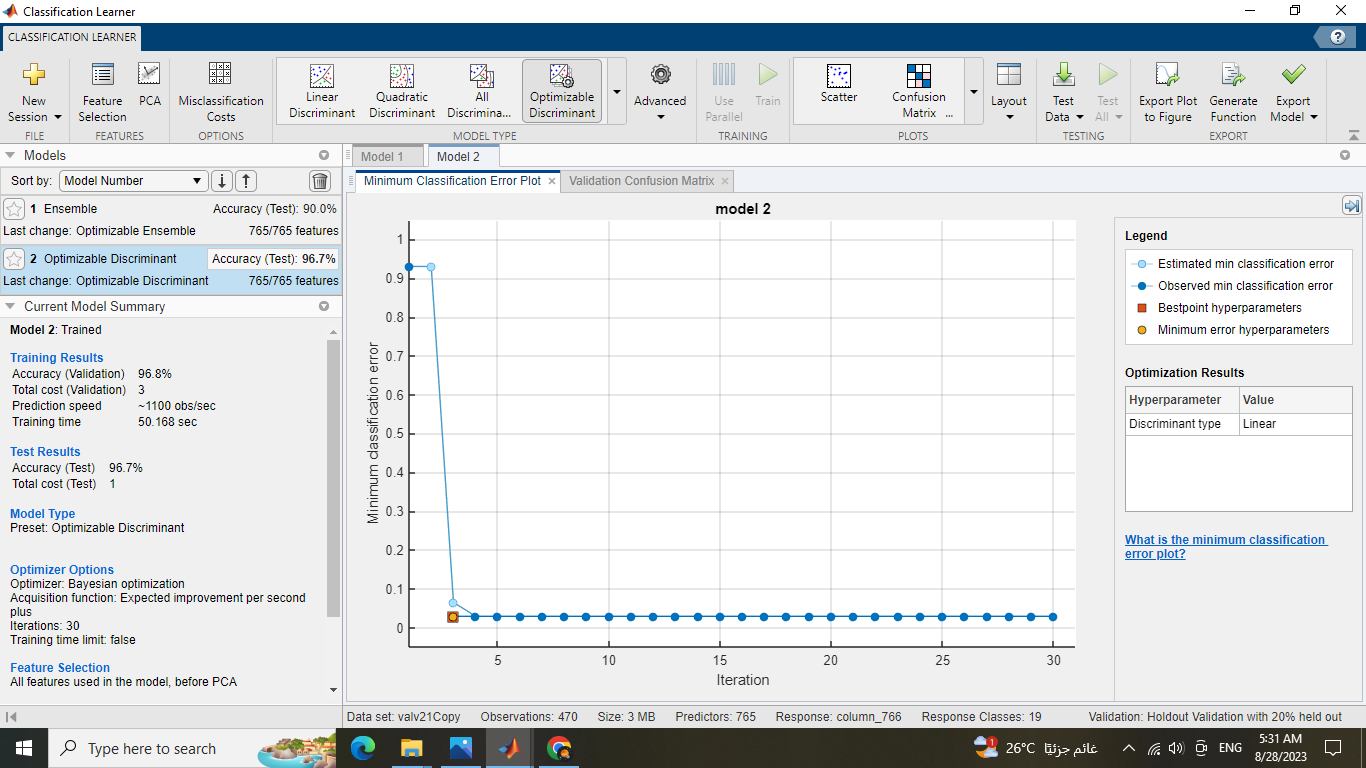 Classification Learner
CLASSIFICATION LEARNER
?
New Session
Feature Selection
PCA
Misclassification Costs
Linear Discriminant
Quadratic Discriminant
All Discrimina...
Optimizable Discriminant
Advanced
Use Parallel
Train
Scatter
Confusion Matrix ...
Layout
Test Data
Test All
Export Plot to Figure
Generate Function
Export Model
FILE
FEATURES
OPTIONS
MODEL TYPE
TRAINING
PLOTS
TESTING
EXPORT
Models
Sort by: Model Number
1 Ensemble Accuracy (Test): 90.0%
Last change: Optimizable Ensemble 765/765 features
2 Optimizable Discriminant Accuracy (Test): 96.7%
Last change: Optimizable Discriminant 765/765 features
Current Model Summary
Model 2: Trained
Training Results
Accuracy (Validation) 96.8%
Total cost (Validation) 3
Prediction speed ~1100 obs/sec
Training time 50.168 sec
Test Results
Accuracy (Test) 96.7%
Total cost (Test) 1
Model Type
Preset: Optimizable Discriminant
Optimizer Options
Optimizer: Bayesian optimization
Acquisition function: Expected improvement per second
plus
Iterations: 30
Training time limit: false
Feature Selection
All features used in the model, before PCA
Model 1
Model 2
Minimum Classification Error Plot
Validation Confusion Matrix
model 2
Minimum classification error
1
0.9
0.8
0.7
0.6
0.5
0.4
0.3
0.2
0.1
0
5 10 15 20 25 30
Iteration
Legend
Estimated min classification error
Observed min classification error
Bestpoint hyperparameters
Minimum error hyperparameters
Optimization Results
Hyperparameter Value
Discriminant type Linear
What is the minimum classification
error plot?
Data set: valv21Copy Observations: 470 Size: 3 MB Predictors: 765 Response: column_766 Response Classes: 19 Validation: Holdout Validation with 20% held out
Type here to search
1
26°C غائم جزئيًا
ENG
5:31 AM
8/28/2023